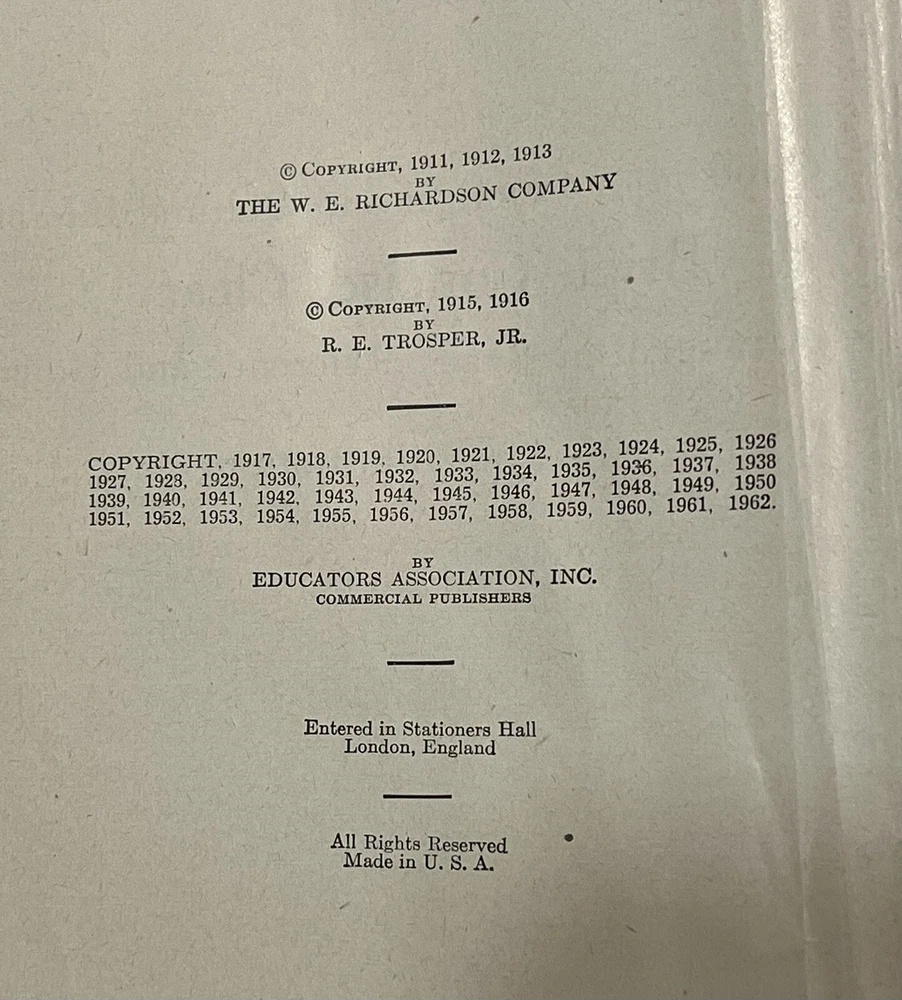 © COPYRIGHT, 1911, 1912, 1913
BY
THE W. E. RICHARDSON COMPANY
© COPYRIGHT, 1915, 1916
BY
R. E. TROSPER, JR.
COPYRIGHT, 1917, 1918, 1919, 1920, 1921, 1922, 1923, 1924, 1925, 1926
1927, 1928, 1929, 1930, 1931, 1932, 1933, 1934, 1935, 1936, 1937, 1938
1939, 1940, 1941, 1942, 1943, 1944, 1945, 1946, 1947, 1948, 1949, 1950
1951, 1952, 1953, 1954, 1955, 1956, 1957, 1958, 1959, 1960, 1961, 1962.
BY
EDUCATORS ASSOCIATION, INC.
COMMERCIAL PUBLISHERS
Entered in Stationers Hall
London, England
All Rights Reserved
Made in U. S. A.